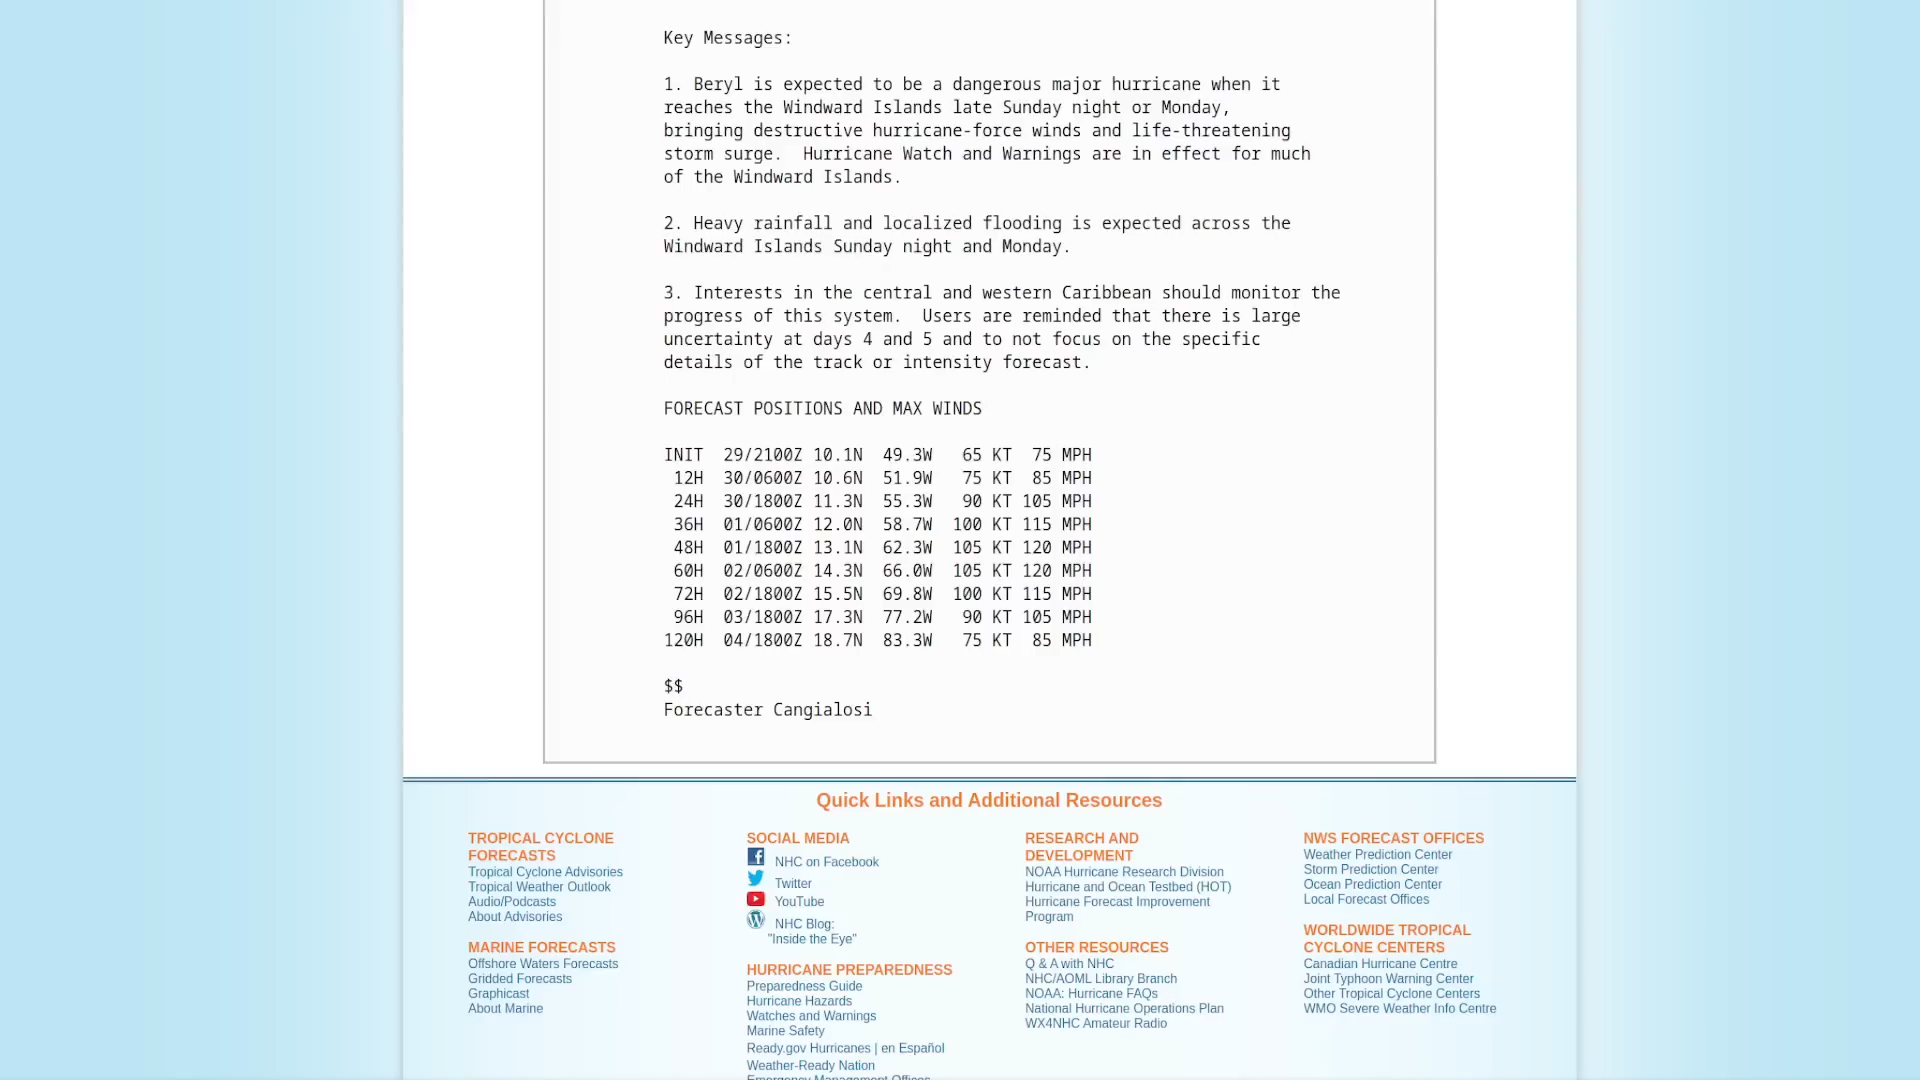 Key Messages:
1. Beryl is expected to be a dangerous major hurricane when it
reaches the Windward Islands late Sunday night or Monday,
bringing destructive hurricane-force winds and life-threatening
storm surge.  Hurricane Watch and Warnings are in effect for much
of the Windward Islands.
2. Heavy rainfall and localized flooding is expected across the
Windward Islands Sunday night and Monday.
3. Interests in the central and western Caribbean should monitor the
progress of this system.  Users are reminded that there is large
uncertainty at days 4 and 5 and to not focus on the specific
details of the track or intensity forecast.
FORECAST POSITIONS AND MAX WINDS
INIT  29/2100Z 10.1N  49.3W   65 KT  75 MPH
12H  30/0600Z 10.6N  51.9W   75 KT  85 MPH
24H  30/1800Z 11.3N  55.3W   90 KT 105 MPH
36H  01/0600Z 12.0N  58.7W  100 KT 115 MPH
48H  01/1800Z 13.1N  62.3W  105 KT 120 MPH
60H  02/0600Z 14.3N  66.0W  105 KT 120 MPH
72H  02/1800Z 15.5N  69.8W  100 KT 115 MPH
96H  03/1800Z 17.3N  77.2W   90 KT 105 MPH
120H  04/1800Z 18.7N  83.3W   75 KT  85 MPH
$$
Forecaster Cangialosi
Quick Links and Additional Resources
TROPICAL CYCLONE
FORECASTS
Tropical Cyclone Advisories
Tropical Weather Outlook
Audio/Podcasts
About Advisories
MARINE FORECASTS
Offshore Waters Forecasts
Gridded Forecasts
Graphicast
About Marine
SOCIAL MEDIA
NHC on Facebook
Twitter
YouTube
NHC Blog:
"Inside the Eye"
HURRICANE PREPAREDNESS
Preparedness Guide
Hurricane Hazards
Watches and Warnings
Marine Safety
Ready.gov Hurricanes | en Español
Weather-Ready Nation
Emergency Management Offices
RESEARCH AND
DEVELOPMENT
NOAA Hurricane Research Division
Hurricane and Ocean Testbed (HOT)
Hurricane Forecast Improvement
Program
OTHER RESOURCES
Q & A with NHC
NHC/AOML Library Branch
NOAA: Hurricane FAQs
National Hurricane Operations Plan
WX4NHC Amateur Radio
NWS FORECAST OFFICES
Weather Prediction Center
Storm Prediction Center
Ocean Prediction Center
Local Forecast Offices
WORLDWIDE TROPICAL
CYCLONE CENTERS
Canadian Hurricane Centre
Joint Typhoon Warning Center
Other Tropical Cyclone Centers
WMO Severe Weather Info Centre